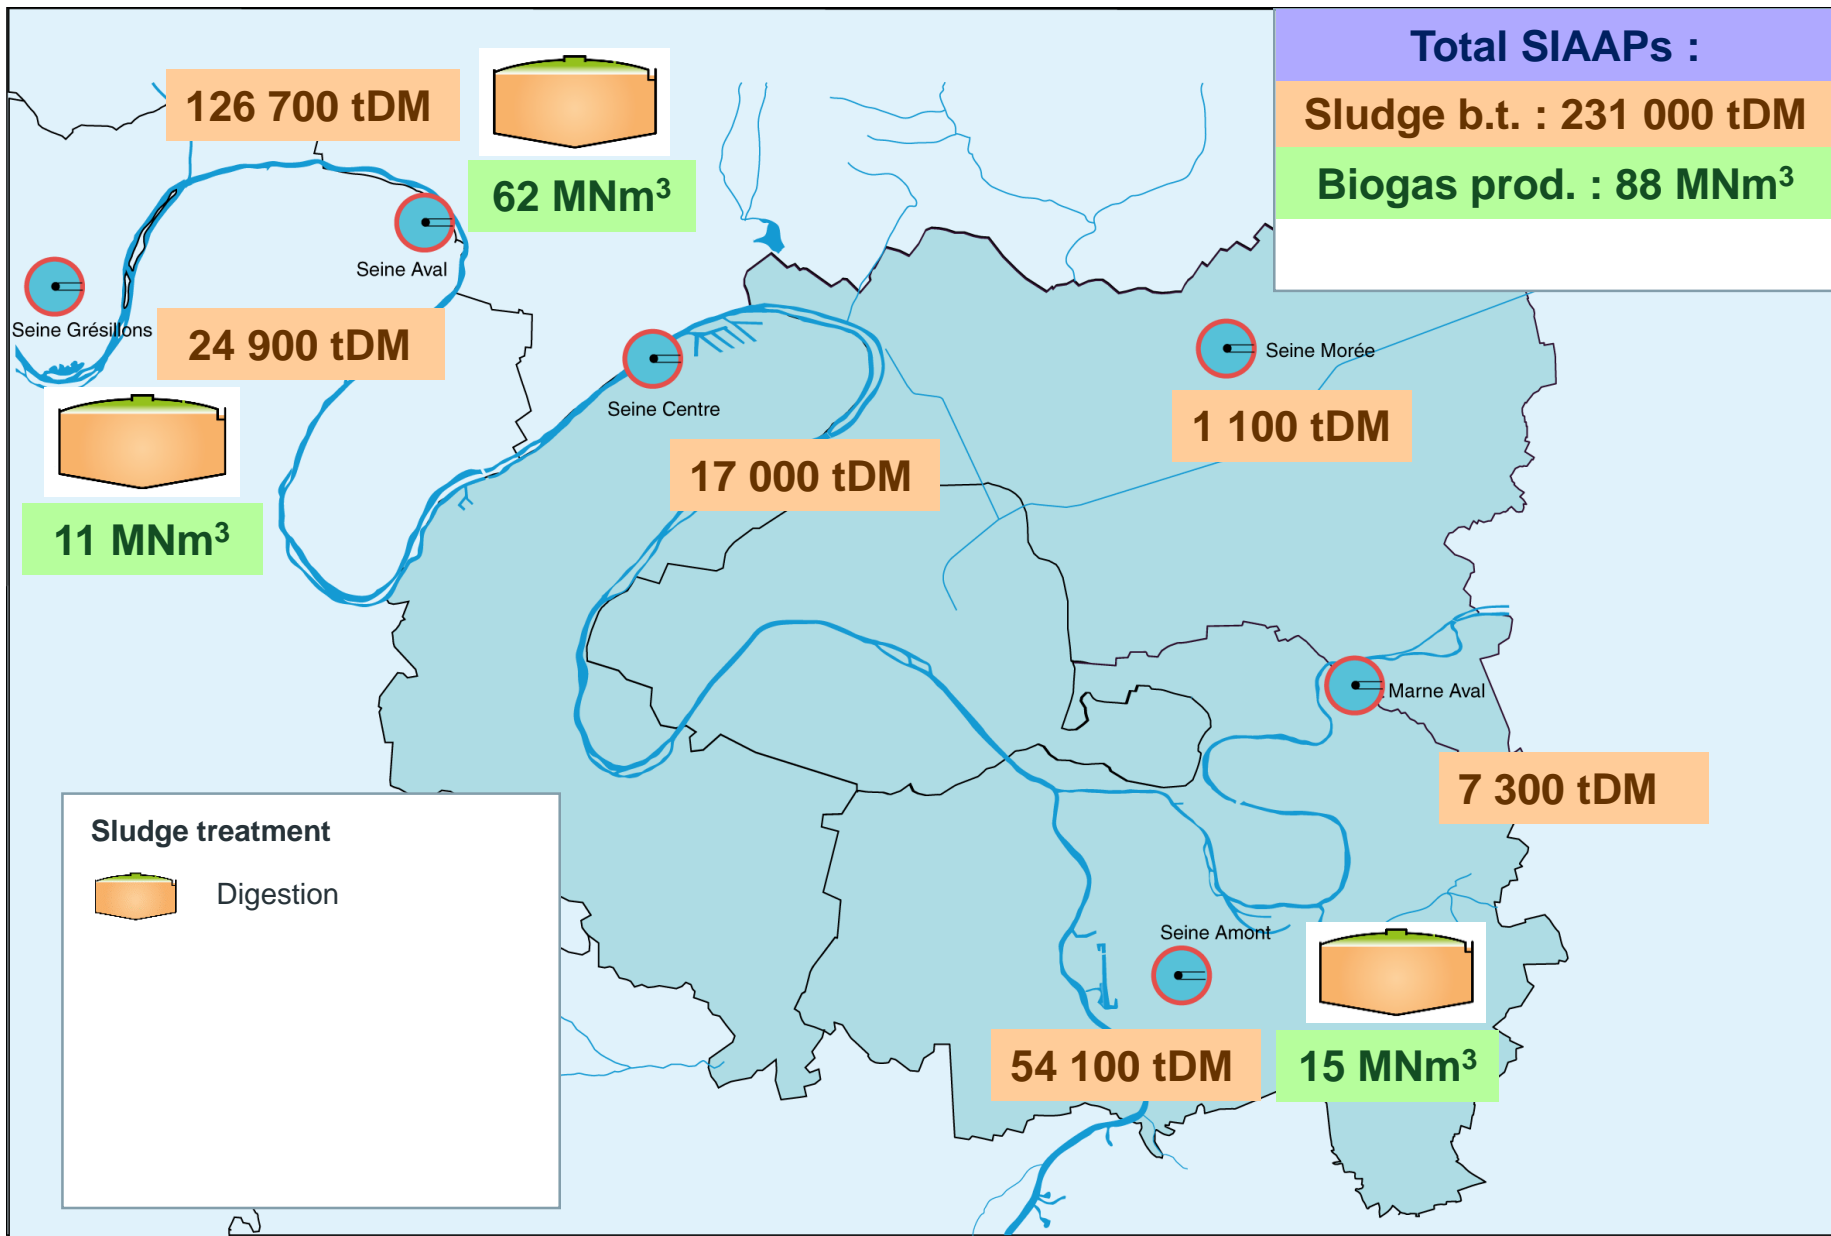 Total SIAAPs :
Sludge b.t. : 231 000 tDM
Biogas prod. : 88 MNm³
126 700 tDM
62 MNm³
Seine Aval
Seine Grésillons
24 900 tDM
11 MNm³
Seine Centre
17 000 tDM
Seine Morée
1 100 tDM
Marne Aval
7 300 tDM
Seine Amont
54 100 tDM
15 MNm³
Sludge treatment
Digestion